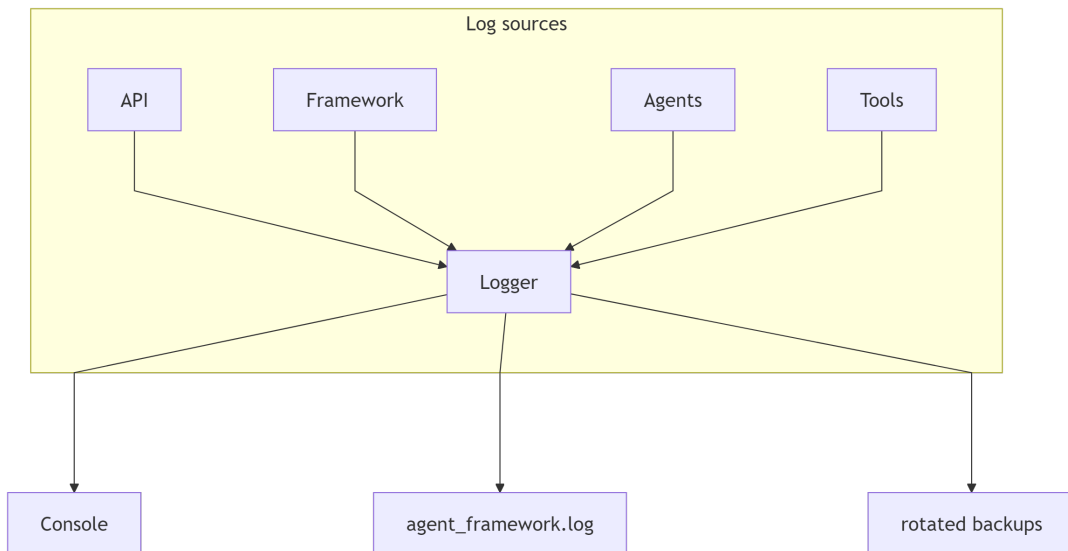 Log sources
API
Framework
Agents
Tools
Logger
Console
agent_framework.log
rotated backups